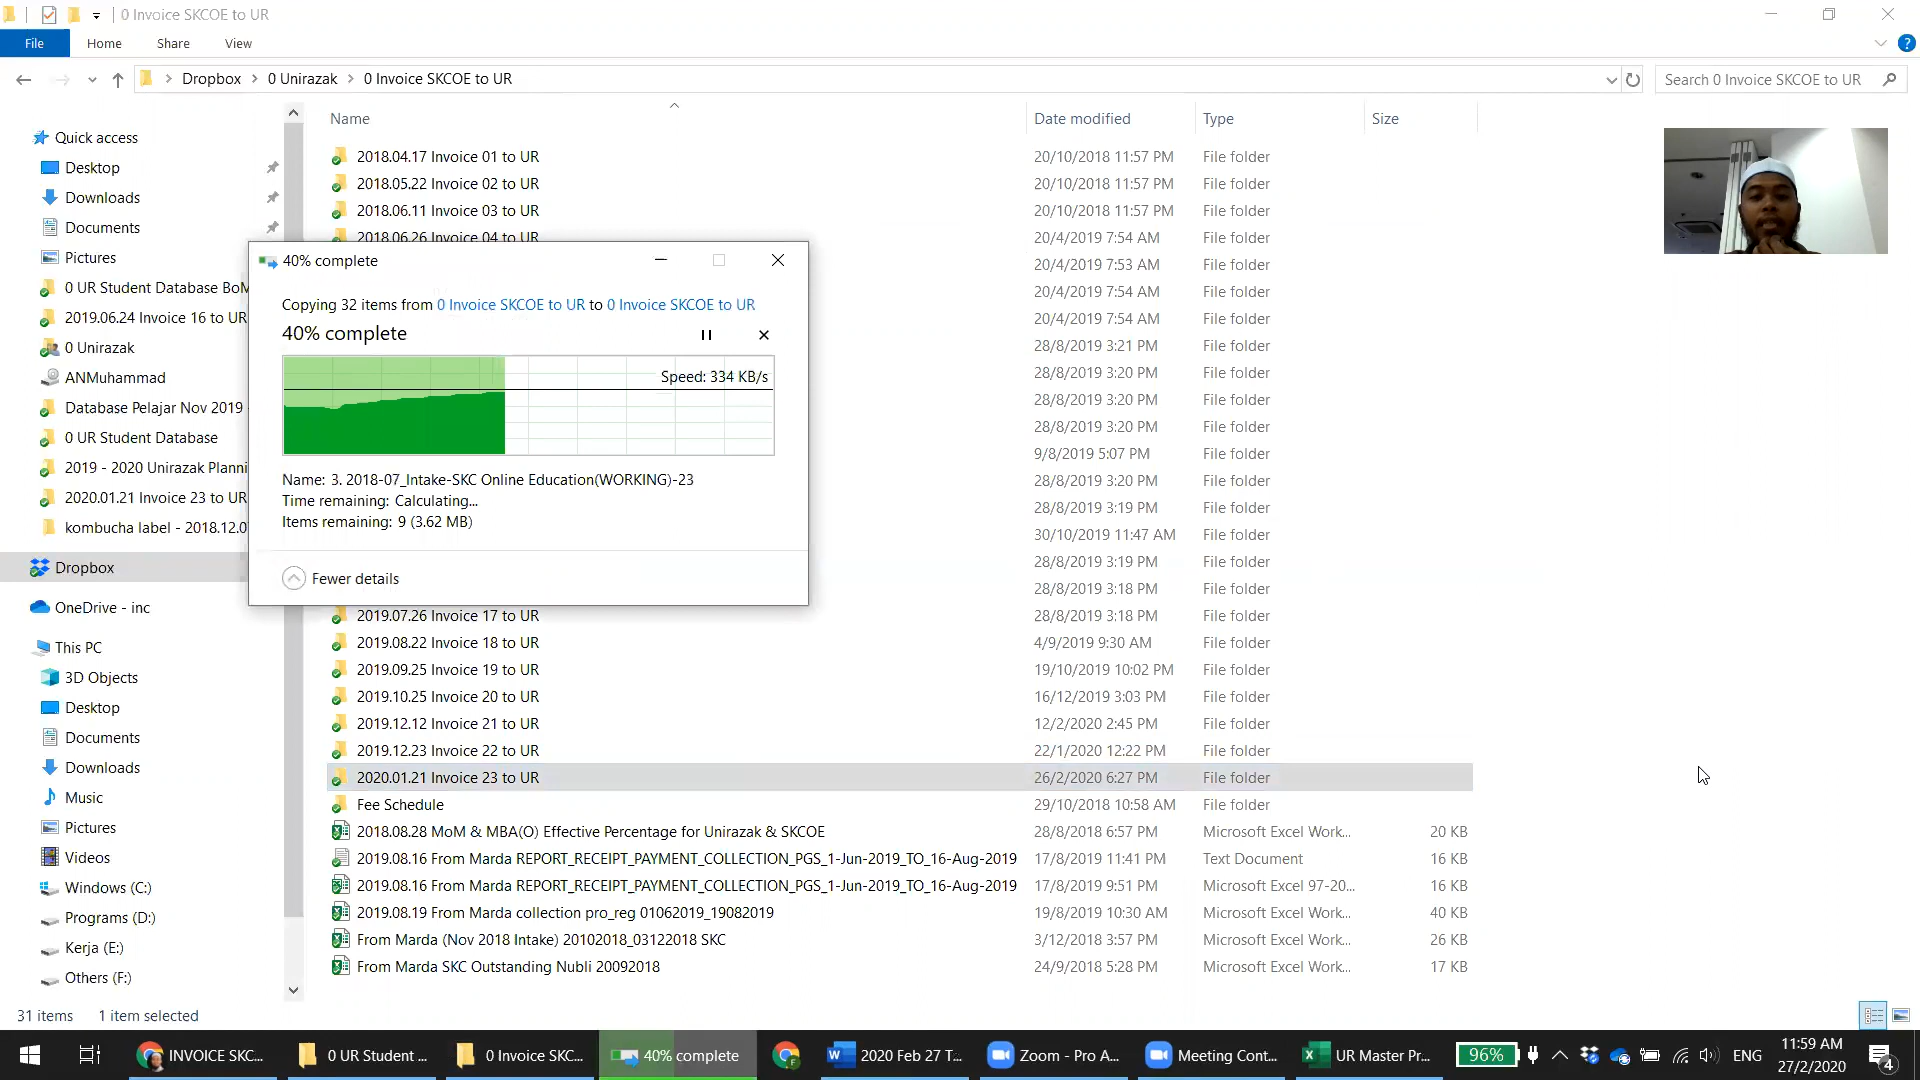 0 Invoice SKCOE to UR
File Home Share View
Dropbox 0 Unirazak 0 Invoice SKCOE to UR
Search 0 Invoice SKCOE to UR
Name Date modified Type Size
Quick access
Desktop
Downloads
Documents
Pictures
0 UR Student Database BoM
2019.06.24 Invoice 16 to UR
0 Unirazak
ANMuhammad
Database Pelajar Nov 2019
0 UR Student Database
2019 - 2020 Unirazak Planni
2020.01.21 Invoice 23 to UR
kombucha label - 2018.12.0
Dropbox
OneDrive - inc
This PC
3D Objects
Desktop
Documents
Downloads
Music
Pictures
Videos
Windows (C:)
Programs (D:)
Kerja (E:)
Others (F:)
2018.04.17 Invoice 01 to UR 20/10/2018 11:57 PM File folder
2018.05.22 Invoice 02 to UR 20/10/2018 11:57 PM File folder
2018.06.11 Invoice 03 to UR 20/10/2018 11:57 PM File folder
2018.06.26 Invoice 04 to UR 20/4/2019 7:54 AM File folder
20/4/2019 7:53 AM File folder
20/4/2019 7:54 AM File folder
20/4/2019 7:54 AM File folder
28/8/2019 3:21 PM File folder
28/8/2019 3:20 PM File folder
28/8/2019 3:20 PM File folder
28/8/2019 3:20 PM File folder
9/8/2019 5:07 PM File folder
28/8/2019 3:20 PM File folder
28/8/2019 3:19 PM File folder
30/10/2019 11:47 AM File folder
28/8/2019 3:19 PM File folder
28/8/2019 3:18 PM File folder
2019.07.26 Invoice 17 to UR 28/8/2019 3:18 PM File folder
2019.08.22 Invoice 18 to UR 4/9/2019 9:30 AM File folder
2019.09.25 Invoice 19 to UR 19/10/2019 10:02 PM File folder
2019.10.25 Invoice 20 to UR 16/12/2019 3:03 PM File folder
2019.12.12 Invoice 21 to UR 12/2/2020 2:45 PM File folder
2019.12.23 Invoice 22 to UR 22/1/2020 12:22 PM File folder
2020.01.21 Invoice 23 to UR 26/2/2020 6:27 PM File folder
Fee Schedule 29/10/2018 10:58 AM File folder
2018.08.28 MoM & MBA(O) Effective Percentage for Unirazak & SKCOE 28/8/2018 6:57 PM Microsoft Excel Work... 20 KB
2019.08.16 From Marda REPORT_RECEIPT_PAYMENT_COLLECTION_PGS_1-Jun-2019_TO_16-Aug-2019 17/8/2019 11:41 PM Text Document 16 KB
2019.08.16 From Marda REPORT_RECEIPT_PAYMENT_COLLECTION_PGS_1-Jun-2019_TO_16-Aug-2019 17/8/2019 9:51 PM Microsoft Excel 97-20... 16 KB
2019.08.19 From Marda collection pro_reg 01062019_19082019 19/8/2019 10:30 AM Microsoft Excel Work... 40 KB
From Marda (Nov 2018 Intake) 20102018_03122018 SKC 3/12/2018 3:57 PM Microsoft Excel Work... 26 KB
From Marda SKC Outstanding Nubli 20092018 24/9/2018 5:28 PM Microsoft Excel Work... 17 KB
40% complete
Copying 32 items from 0 Invoice SKCOE to UR to 0 Invoice SKCOE to UR
40% complete
Speed: 334 KB/s
Name: 3. 2018-07_Intake-SKC Online Education(WORKING)-23
Time remaining: Calculating...
Items remaining: 9 (3.62 MB)
Fewer details
31 items 1 item selected
INVOICE SKC... 0 UR Student ... 0 Invoice SKC... 40% complete 2020 Feb 27 T... Zoom - Pro A... Meeting Cont... UR Master Pr... 96% ENG 11:59 AM
27/2/2020
4